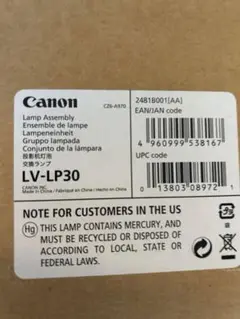 Canon
CZ6-A970
Lamp Assembly
Ensemble de lampe
Lampeneinheit
Gruppo lampada
Conjunto de la lámpara
投影机灯泡
交換ランプ
LV-LP30
CANON INC.
Made in China / Fabriqué en Chine / Hecho en China
2481B001[AA]
EAN/JAN code
4 960999 538167
UPC code
0 13803 08972 1
NOTE FOR CUSTOMERS IN THE US
Hg THIS LAMP CONTAINS MERCURY, AND
MUST BE RECYCLED OR DISPOSED OF
ACCORDING TO LOCAL, STATE OR
FEDERAL LAWS.